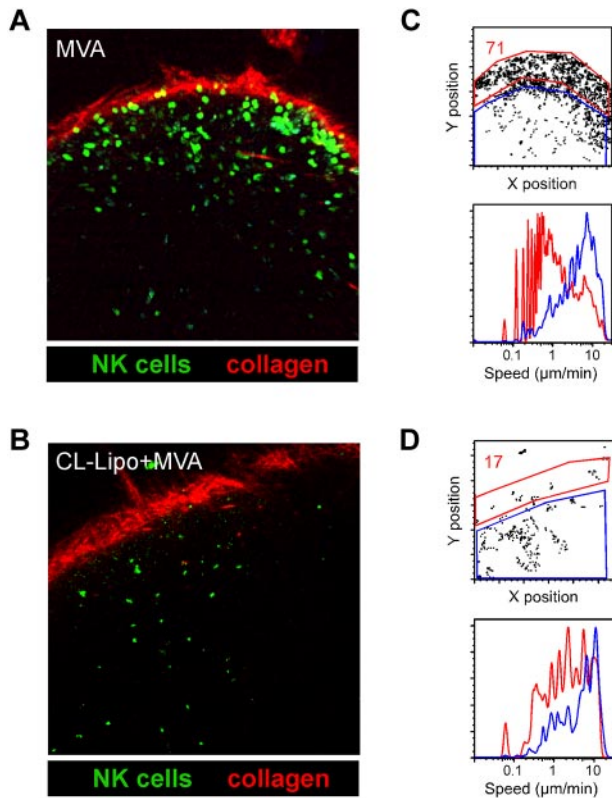 A
MVA
NK cells collagen
C
71
Y position
X position
0.1 1 10
Speed (µm/min)
B
CL-Lipo+MVA
NK cells collagen
D
17
Y position
X position
0.1 1 10
Speed (µm/min)